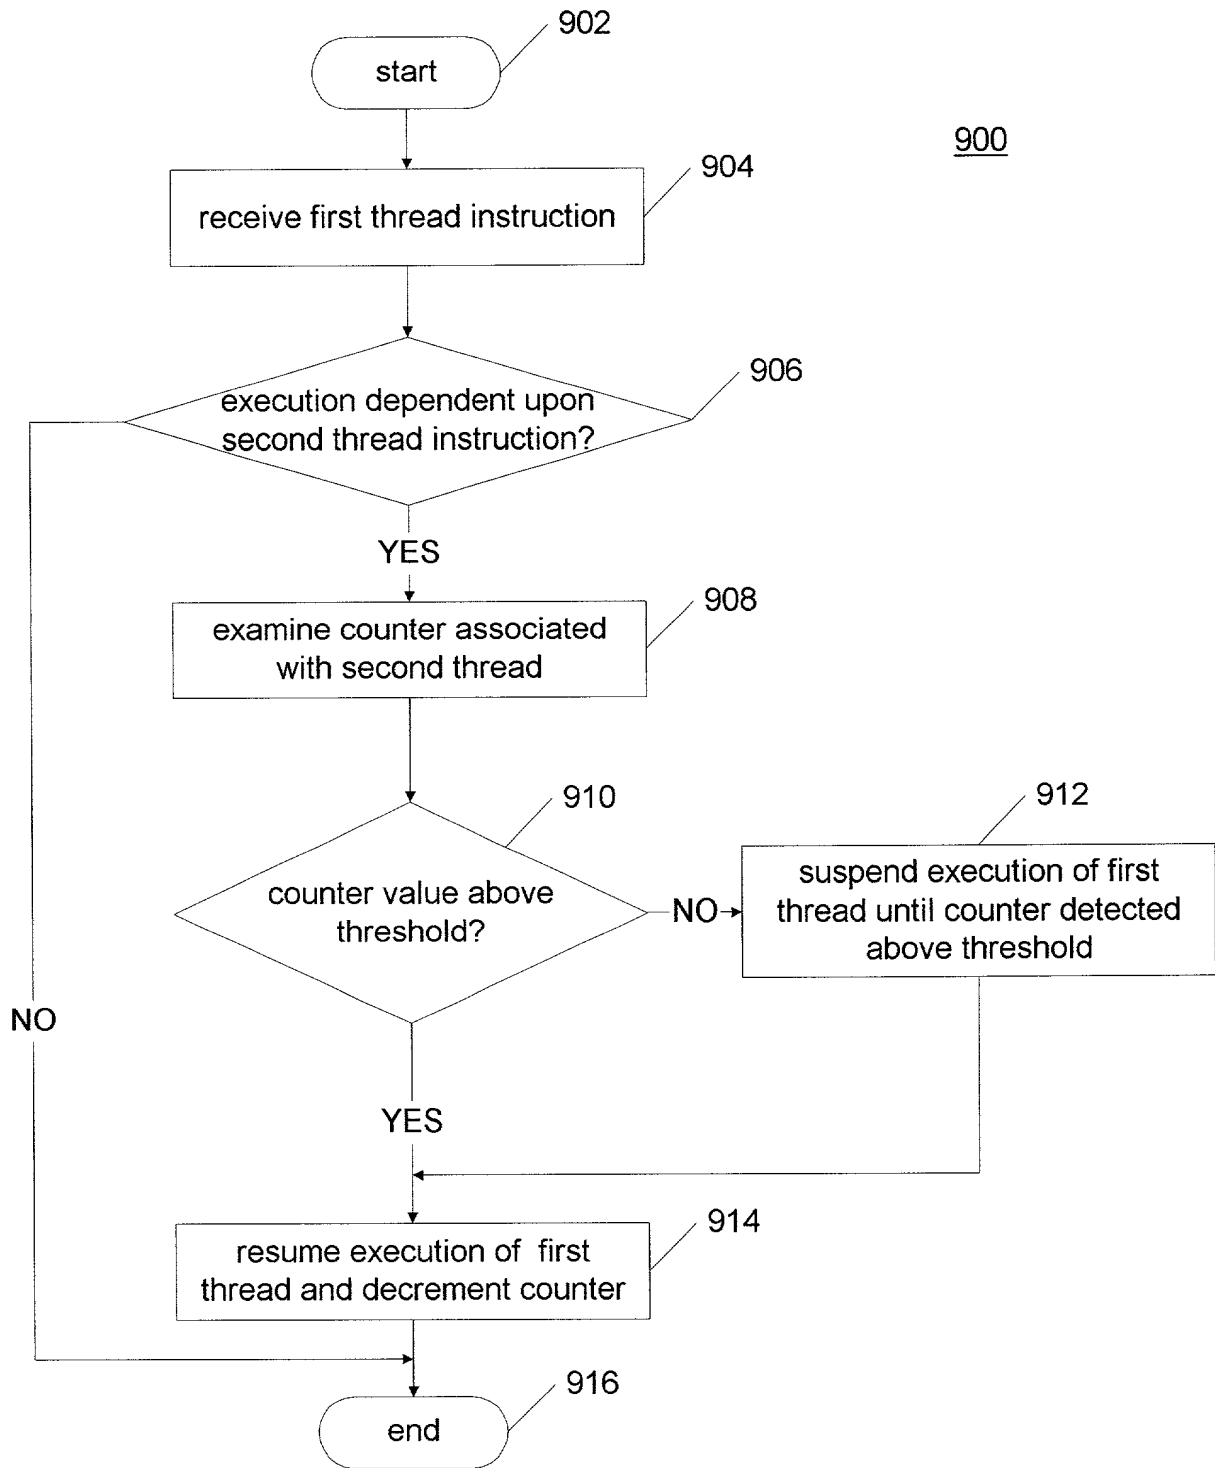 902
start
900
904
receive first thread instruction
906
execution dependent upon
second thread instruction?
YES
908
examine counter associated
with second thread
910
912
counter value above
threshold?
NO
suspend execution of first
thread until counter detected
above threshold
NO
YES
914
resume execution of first
thread and decrement counter
916
end